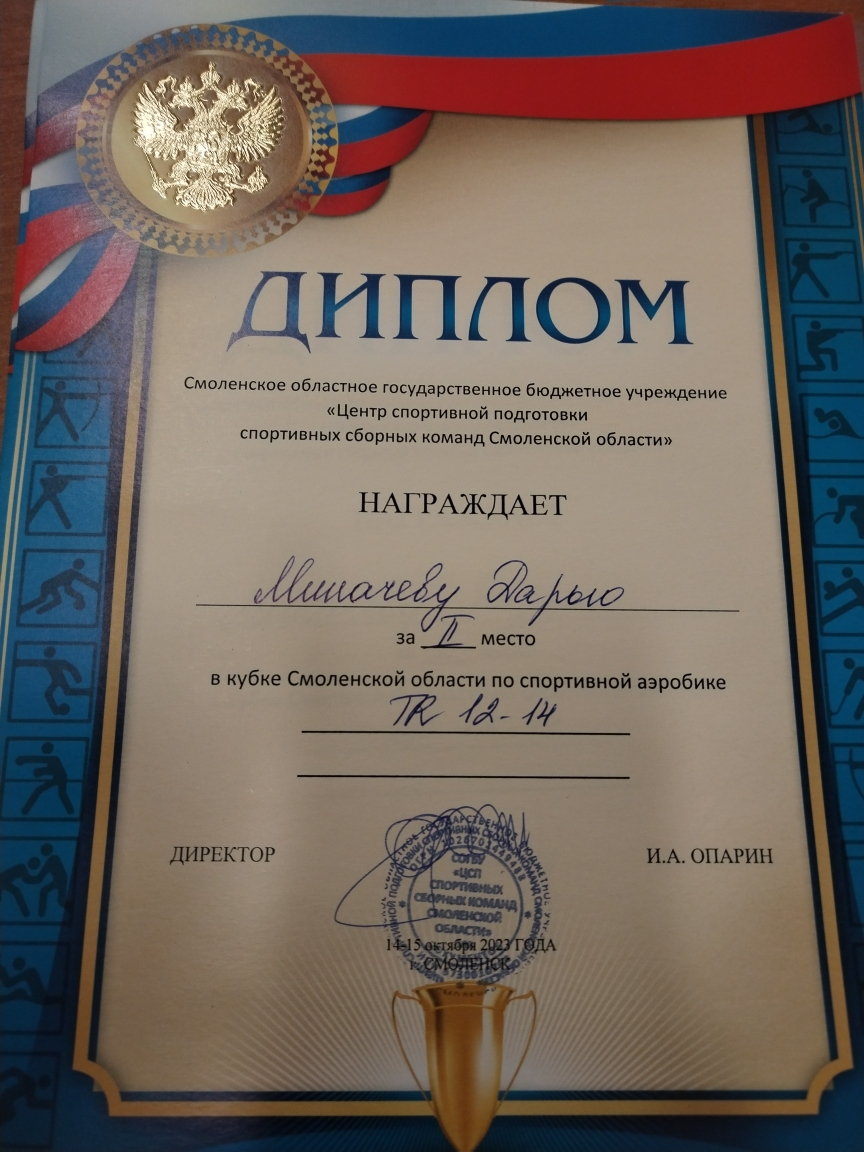 ДИПЛОМ
Смоленское областное государственное бюджетное учреждение
«Центр спортивной подготовки
спортивных сборных команд Смоленской области»
НАГРАЖДАЕТ
Миначеву Дарью
за II место
в кубке Смоленской области по спортивной аэробике
TR 12-14
ДИРЕКТОР
И.А. ОПАРИН
СОГБУ
«ЦСП
СПОРТИВНЫХ
СБОРНЫХ КОМАНД
СМОЛЕНСКОЙ
ОБЛАСТИ»
14-15 октября 2023 ГОДА
г. СМОЛЕНСК